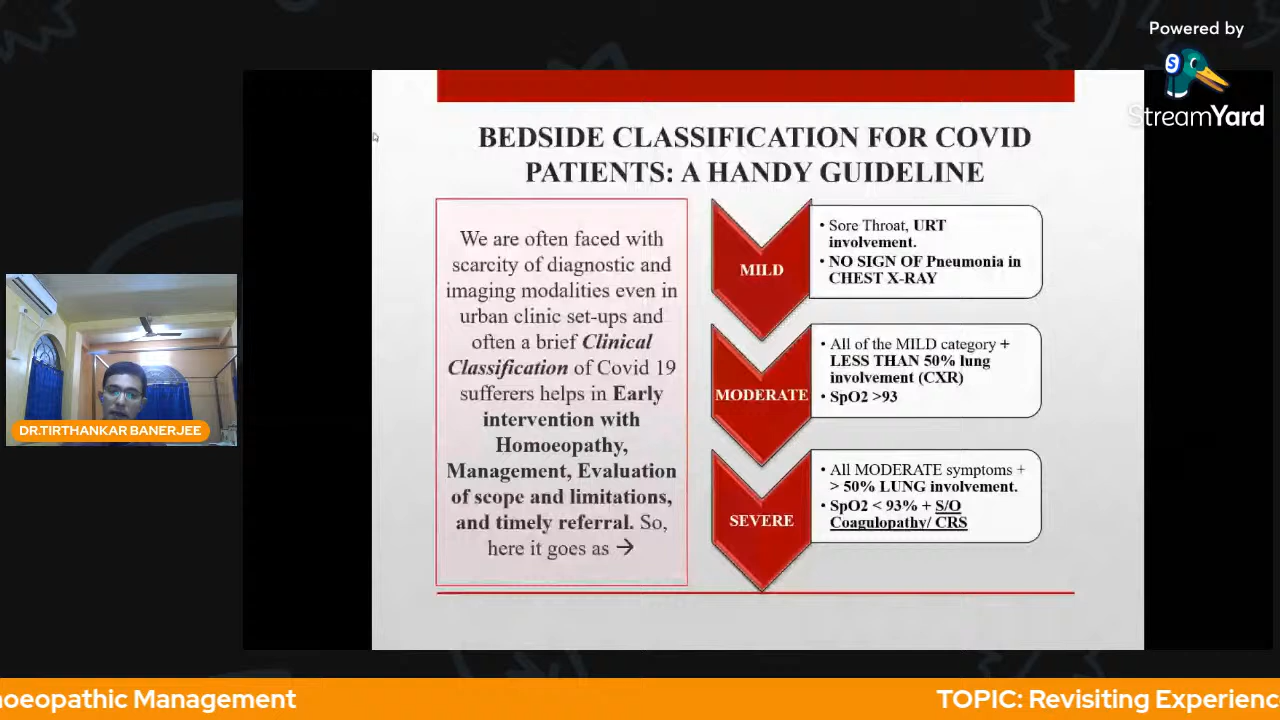 Powered by
S
StreamYard
BEDSIDE CLASSIFICATION FOR COVID
PATIENTS: A HANDY GUIDELINE
We are often faced with
scarcity of diagnostic and
imaging modalities even in
urban clinic set-ups and
often a brief Clinical
Classification of Covid 19
sufferers helps in Early
intervention with
Homoeopathy,
Management, Evaluation
of scope and limitations,
and timely referral. So,
here it goes as →
MILD
• Sore Throat, URT
involvement.
• NO SIGN OF Pneumonia in
CHEST X-RAY
MODERATE
All of the MILD category +
LESS THAN 50% lung
involvement (CXR)
• SpO2 >93
SEVERE
• All MODERATE symptoms +
> 50% LUNG involvement.
• SpO2 < 93% + S/O
Coagulopathy/ CRS
DR.TIRTHANKAR BANERJEE
noeopathic Management
TOPIC: Revisiting Experienc